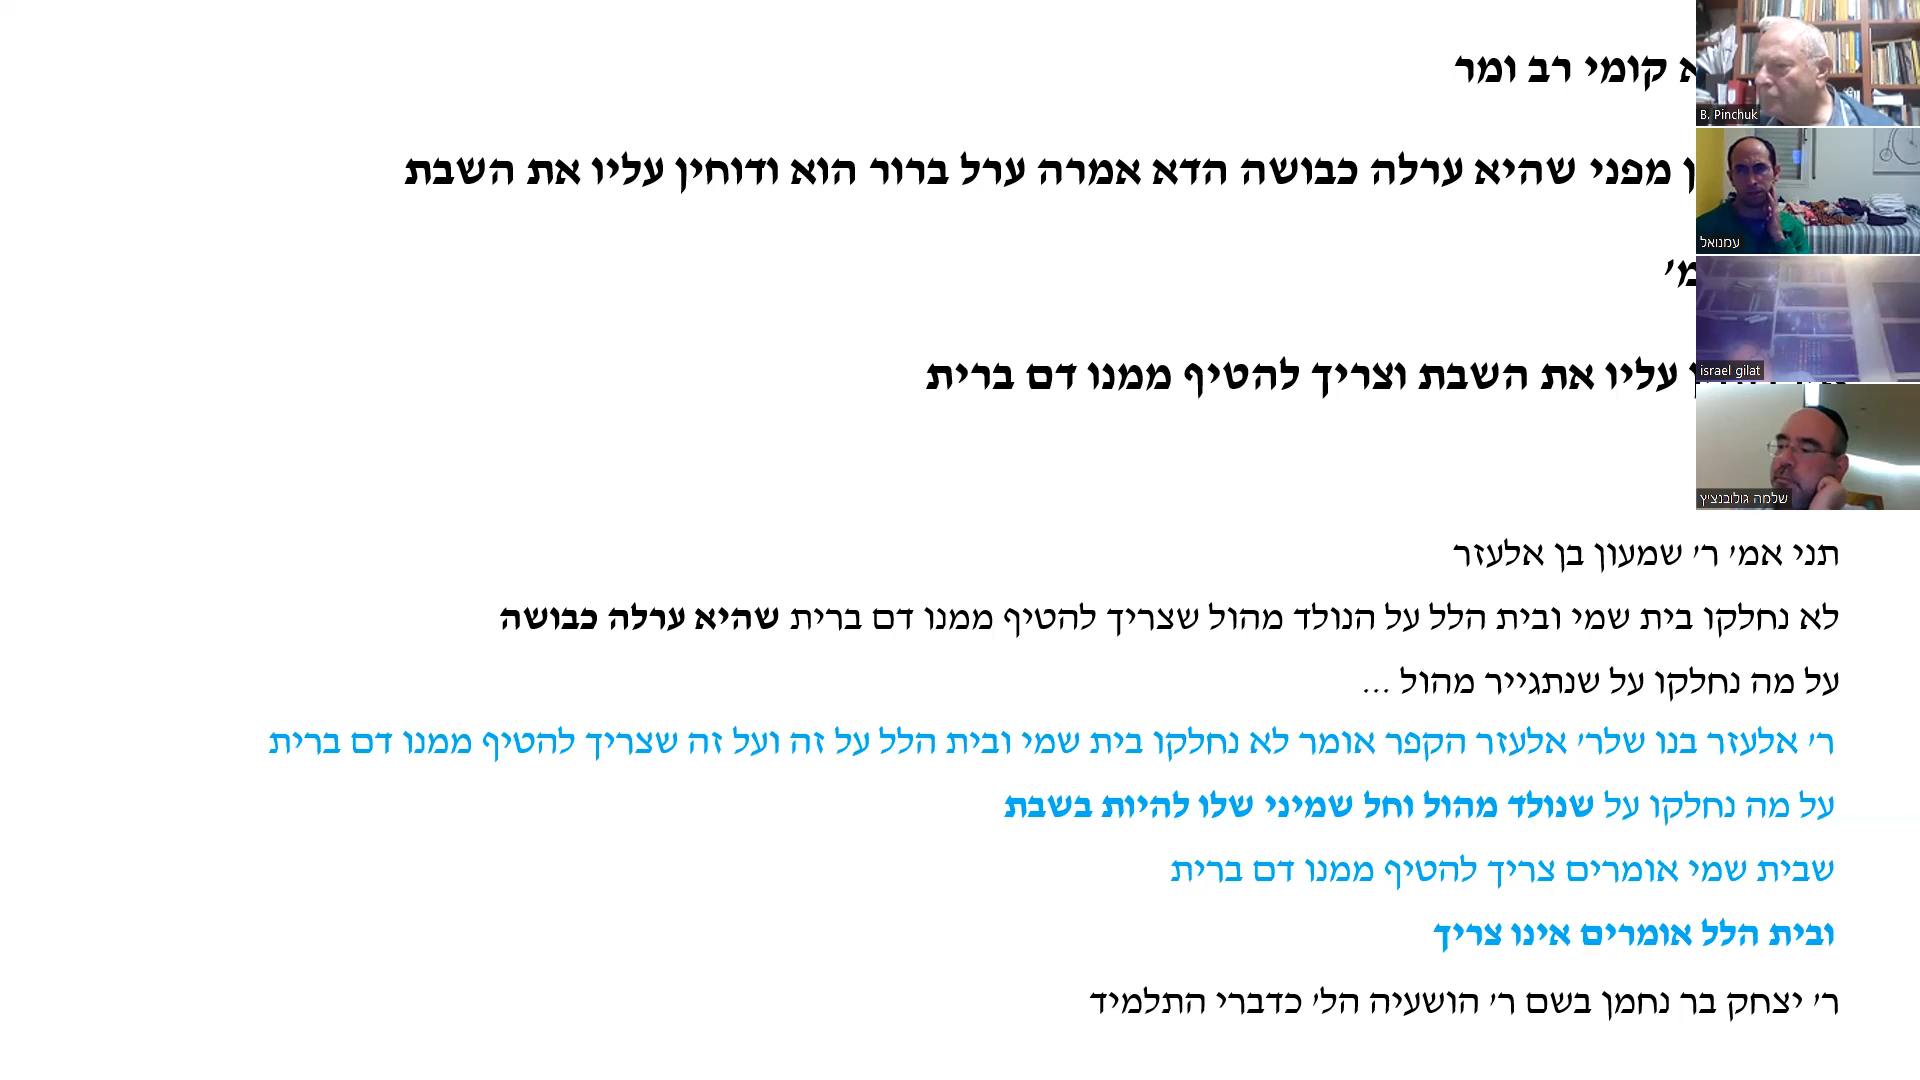 קומי רב ומר
B. Pinchuk
מפני שהיא ערלה כבושה הדא אמרה ערל ברור הוא ודוחין עליו את השבת
עמנואל
israel gilat
עליו את השבת וצריך להטיף ממנו דם ברית
שלמה גולובנציץ
תני אמ' ר' שמעון בן אלעזר
לא נחלקו בית שמי ובית הלל על הנולד מהול שצריך להטיף ממנו דם ברית שהיא ערלה כבושה
על מה נחלקו על שנתגייר מהול ...
ר' אלעזר בנו שלר' אלעזר הקפר אומר לא נחלקו בית שמי ובית הלל על זה ועל זה שצריך להטיף ממנו דם ברית
על מה נחלקו על שנולד מהול וחל שמיני שלו להיות בשבת
שבית שמי אומרים צריך להטיף ממנו דם ברית
ובית הלל אומרים אינו צריך
ר' יצחק בר נחמן בשם ר' הושעיה הל' כדברי התלמיד